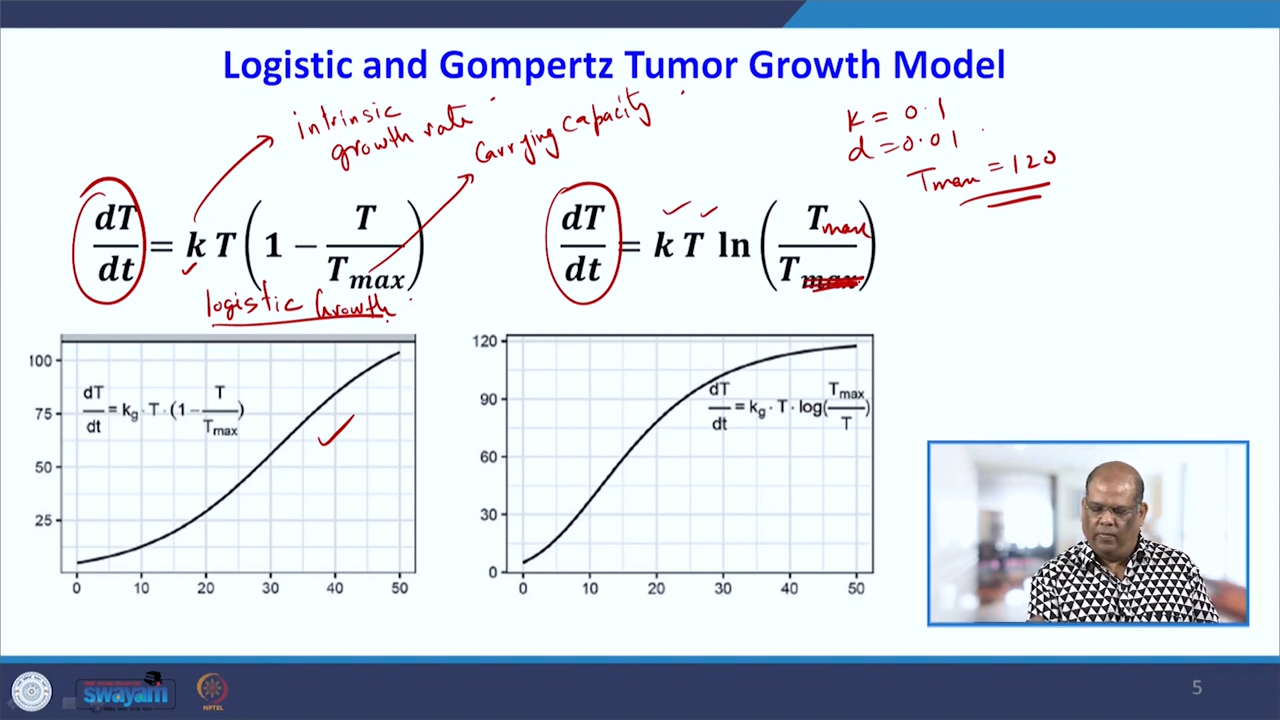 Logistic and Gompertz Tumor Growth Model
intrinsic
growth rate
Carrying capacity
K = 0.1
d = 0.01
Tmax = 120
dT/dt = k T (1 − T/Tmax)
dT/dt = k T ln (Tmax/T)
logistic Growth
100
75
50
25
0 10 20 30 40 50
dT/dt = kg · T · (1 − T/Tmax)
120
90
60
30
0
0 10 20 30 40 50
dT/dt = kg · T · log(Tmax/T)
swayam
NPTEL
5